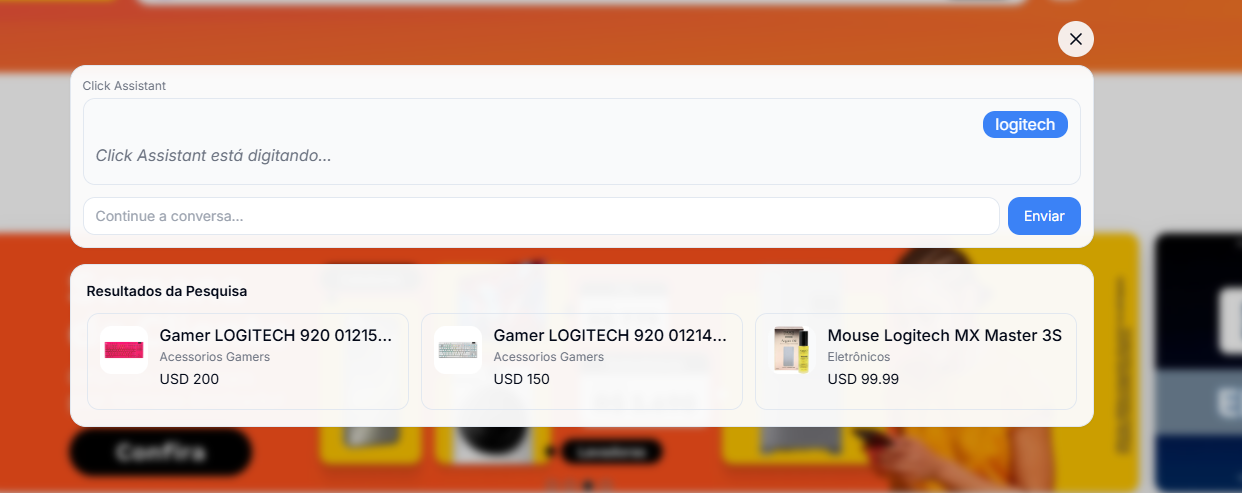 Click Assistant
logitech
Click Assistant está digitando...
Continue a conversa...
Enviar
Resultados da Pesquisa
Gamer LOGITECH 920 01215...
Acessorios Gamers
USD 200
Gamer LOGITECH 920 01214...
Acessorios Gamers
USD 150
Mouse Logitech MX Master 3S
Eletrônicos
USD 99.99
Confira